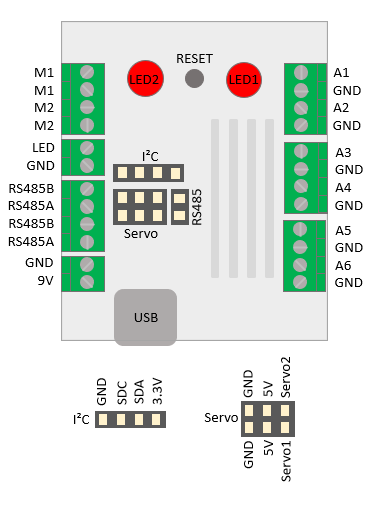 RESET
LED2
LED1
M1
M1
M2
M2
LED
GND
RS485B
RS485A
RS485B
RS485A
GND
9V
I²C
Servo
RS485
USB
A1
GND
A2
GND
A3
GND
A4
GND
A5
GND
A6
GND
I²C
GND
SDC
SDA
3.3V
Servo
GND
5V
Servo2
GND
5V
Servo1